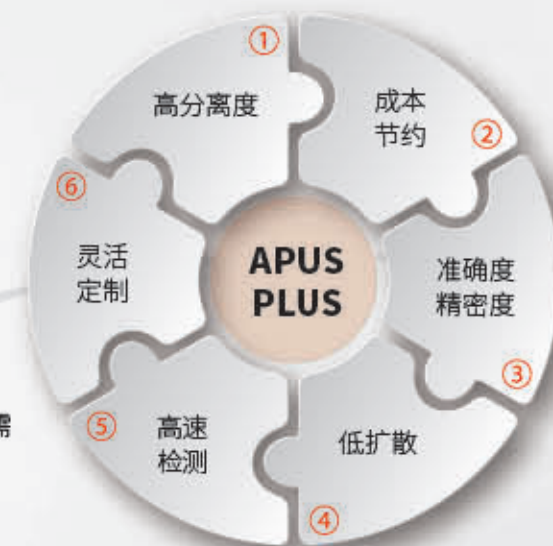 ①
高分离度
成本
节约
②
准确度
精密度
③
低扩散
④
⑤
高速
检测
⑥
灵活
定制
APUS
PLUS
需